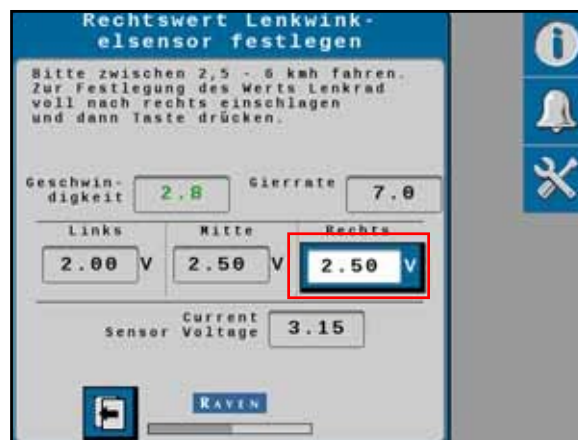 Rechtswert Lenkwink-
elsensor festlegen
Bitte zwischen 2,5 - 6 kmh fahren.
Zur Festlegung des Werts Lenkrad
voll nach rechts einschlagen
und dann Taste drücken.
Geschwin-
digkeit 2.8 Gierrate 7.0
Links Mitte Rechts
2.00 V 2.50 V 2.50 V
Current
Sensor Voltage 3.15
RAVEN